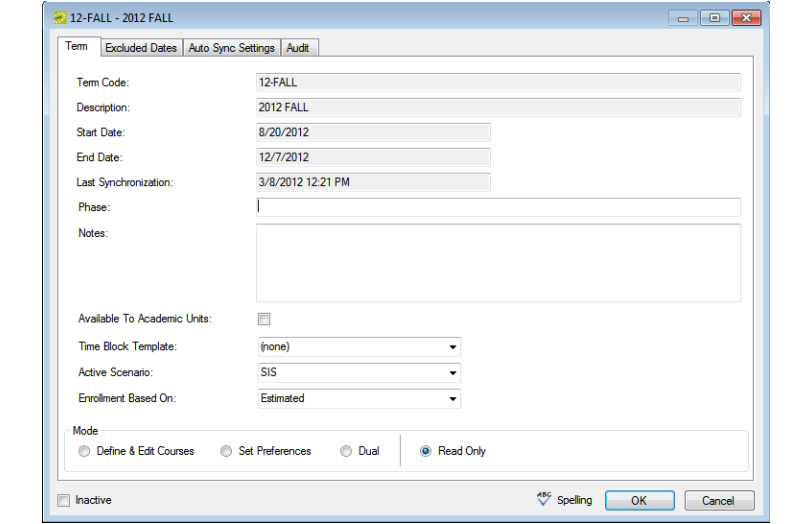 12-FALL - 2012 FALL
Term Excluded Dates Auto Sync Settings Audit
Term Code: 12-FALL
Description: 2012 FALL
Start Date: 8/20/2012
End Date: 12/7/2012
Last Synchronization: 3/8/2012 12:21 PM
Phase:
Notes:
Available To Academic Units:
Time Block Template: (none)
Active Scenario: SIS
Enrollment Based On: Estimated
Mode
Define & Edit Courses Set Preferences Dual Read Only
Inactive ABC Spelling OK Cancel